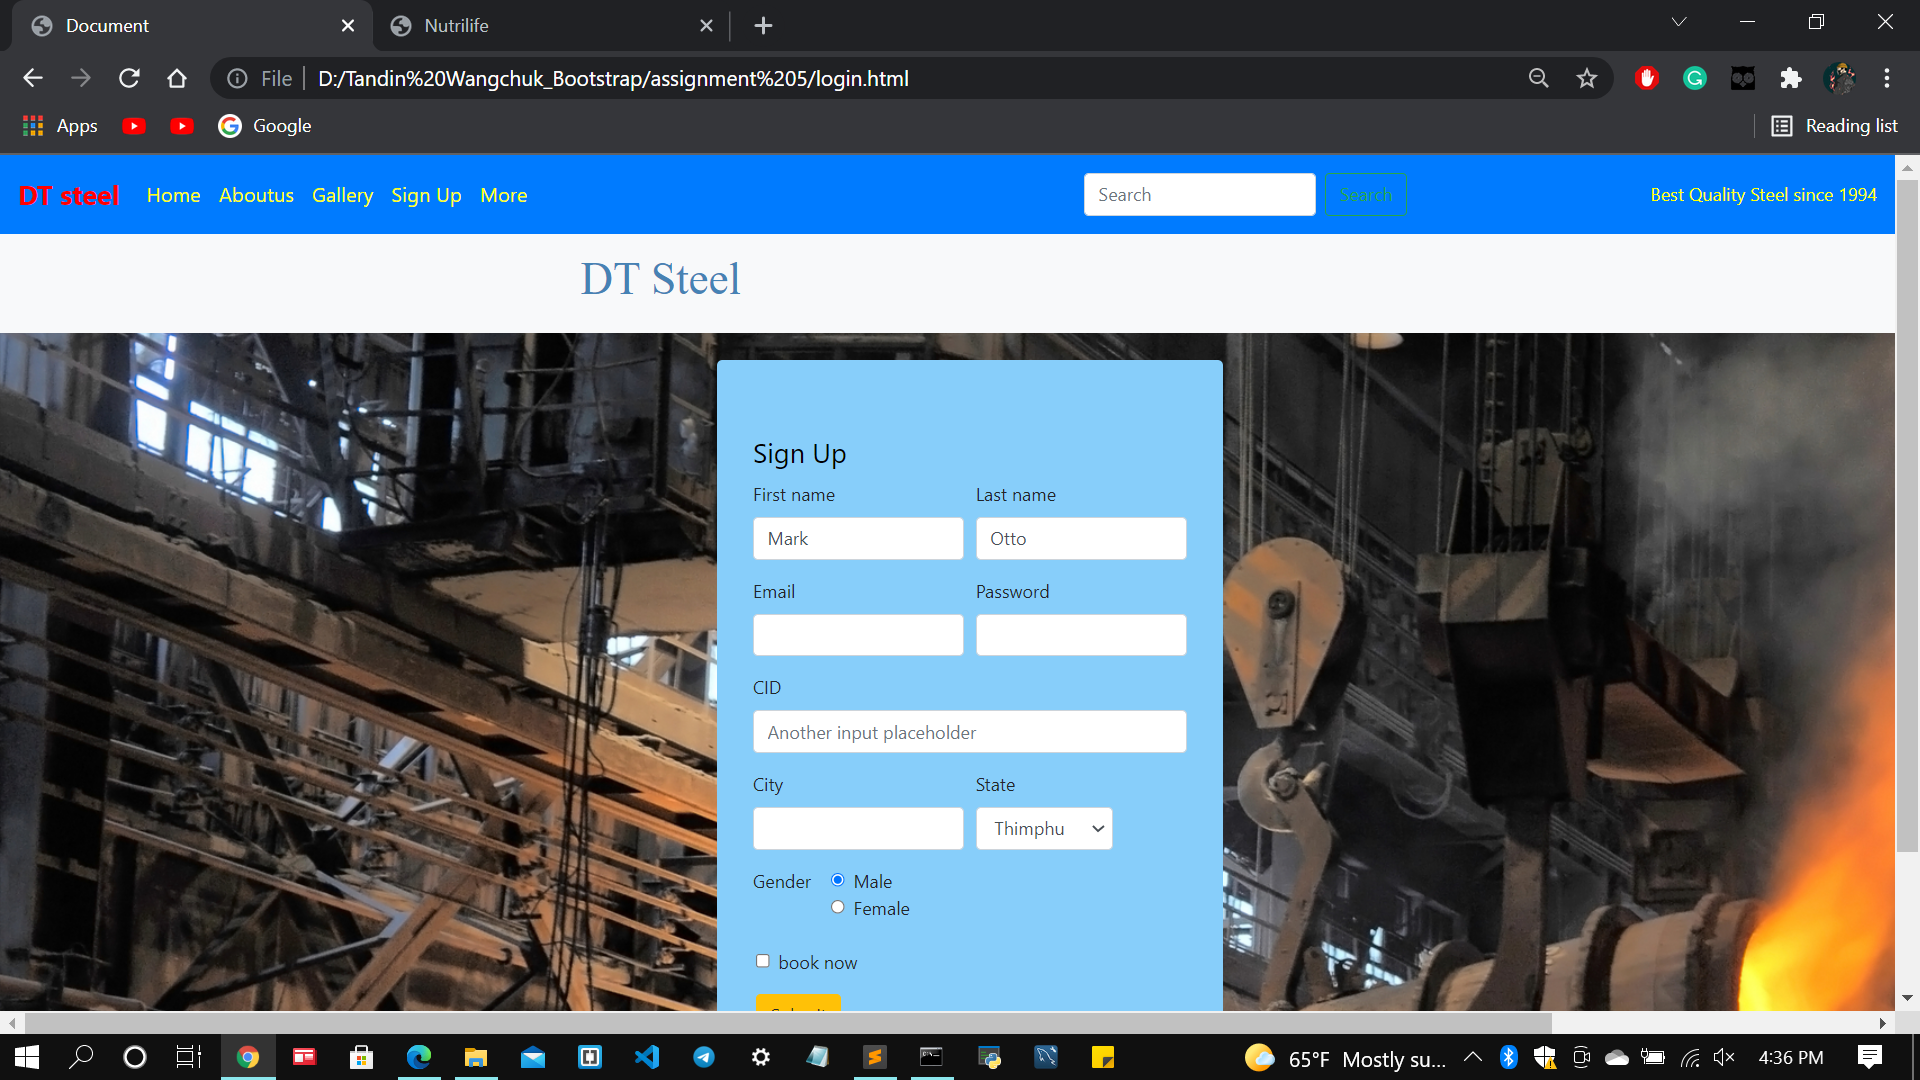 Document
Nutrilife
File
D:/Tandin%20Wangchuk_Bootstrap/assignment%205/login.html
Apps
Google
Reading list
DT steel
Home Aboutus Gallery Sign Up More
Search
Search
Best Quality Steel since 1994
DT Steel
Sign Up
First name Last name
Mark Otto
Email Password
CID
Another input placeholder
City State
Thimphu
Gender Male
Female
book now
Submit
65°F Mostly su...
4:36 PM